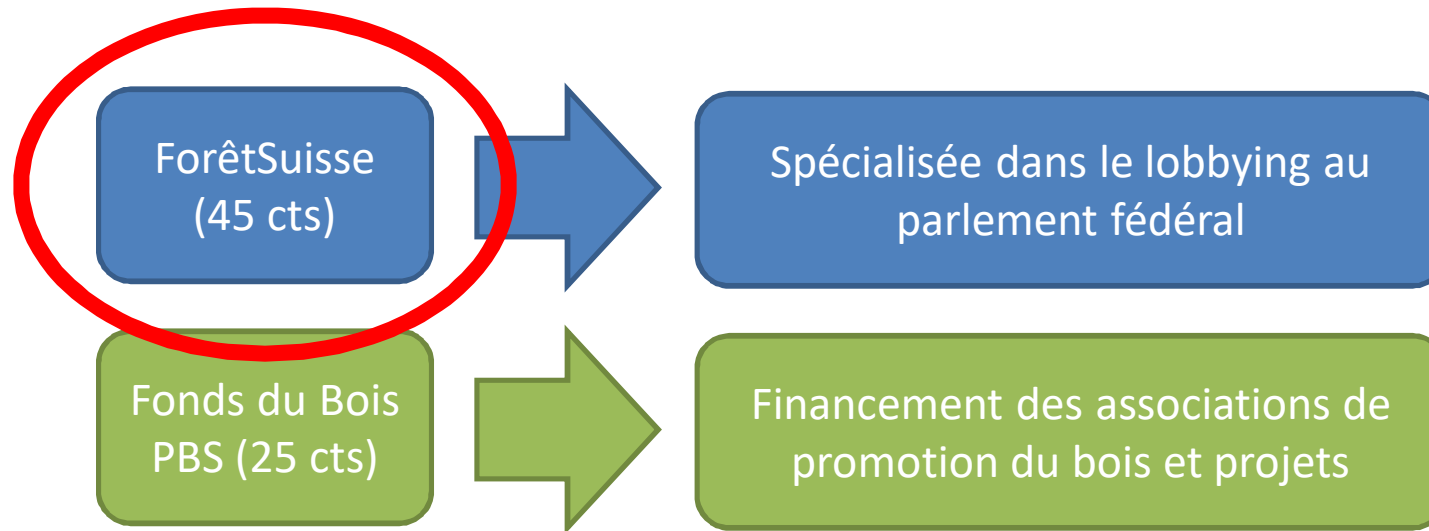 ForêtSuisse
(45 cts)
Spécialisée dans le lobbying au
parlement fédéral
Fonds du Bois
PBS (25 cts)
Financement des associations de
promotion du bois et projets